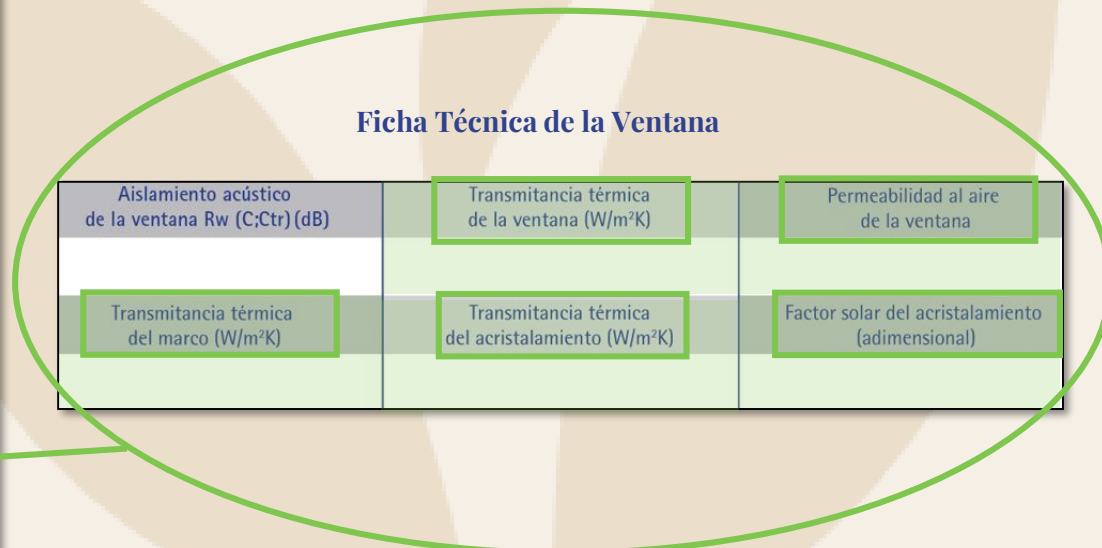 Ficha Técnica de la Ventana
Aislamiento acústico
de la ventana Rw (C;Ctr) (dB)
Transmitancia térmica
de la ventana (W/m²K)
Permeabilidad al aire
de la ventana
Transmitancia térmica
del marco (W/m²K)
Transmitancia térmica
del acristalamiento (W/m²K)
Factor solar del acristalamiento
(adimensional)